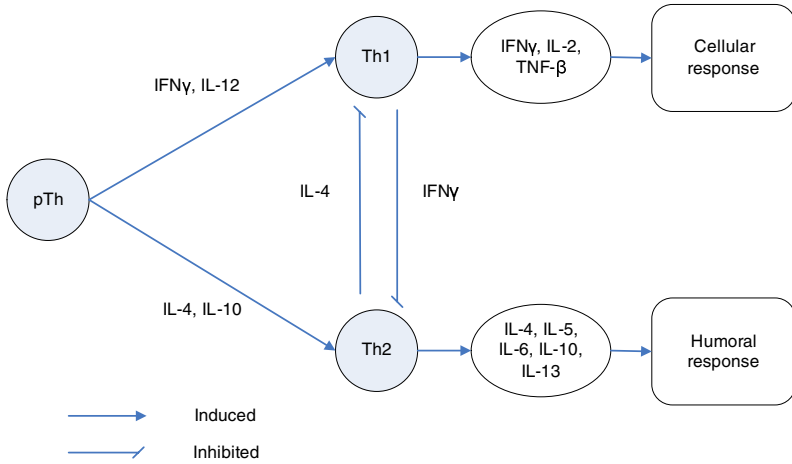 Th1
IFNγ, IL-2,
TNF-β
Cellular
response
IFNγ, IL-12
pTh
IL-4
IFNγ
IL-4, IL-10
Th2
IL-4, IL-5,
IL-6, IL-10,
IL-13
Humoral
response
Induced
Inhibited